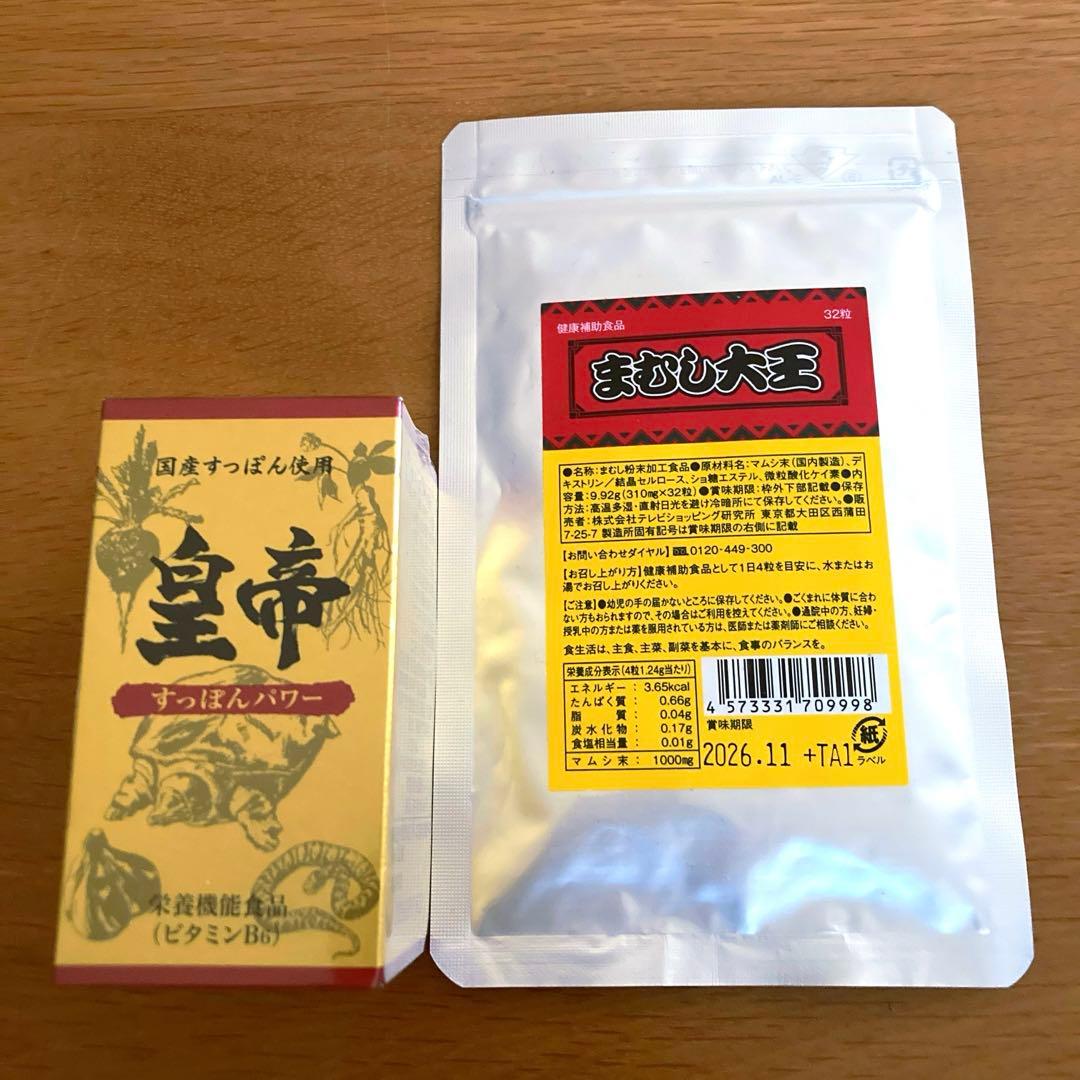 国産すっぽん使用
皇帝
すっぽんパワー
栄養機能食品
(ビタミンB6)
健康補助食品
32粒
まむし大王
●名称:まむし粉末加工食品●原材料名:マムシ末(国内製造)、デ
キストリン/結晶セルロース、ショ糖エステル、微粒酸化ケイ素●内
容量:9.92g(310mg×32粒)●賞味期限:枠外下部記載●保存
方法:高温多湿・直射日光を避け冷暗所にて保存してください。●販
売者:株式会社テレビショッピング研究所 東京都大田区西蒲田
7-25-7 製造所固有記号は賞味期限の右側に記載
【お問い合わせダイヤル】0120-449-300
【お召し上がり方】健康補助食品として1日4粒を目安に、水またはお
湯でお召し上がりください。
【ご注意】●幼児の手の届かないところに保存してください。●ごくまれに体質に合わ
ない方もおられますので、その場合はご利用を控えてください。●通院中の方、妊婦・
授乳中の方または薬を服用されている方は、医師または薬剤師にご相談ください。
食生活は、主食、主菜、副菜を基本に、食事のバランスを。
栄養成分表示(4粒1.24g当たり)
エネルギー:3.65kcal
たんぱく質:0.66g
脂質:0.04g
炭水化物:0.17g
食塩相当量:0.01g
マムシ末:1000mg
4 573331 709998
賞味期限
2026.11 +TA1
紙
ラベル